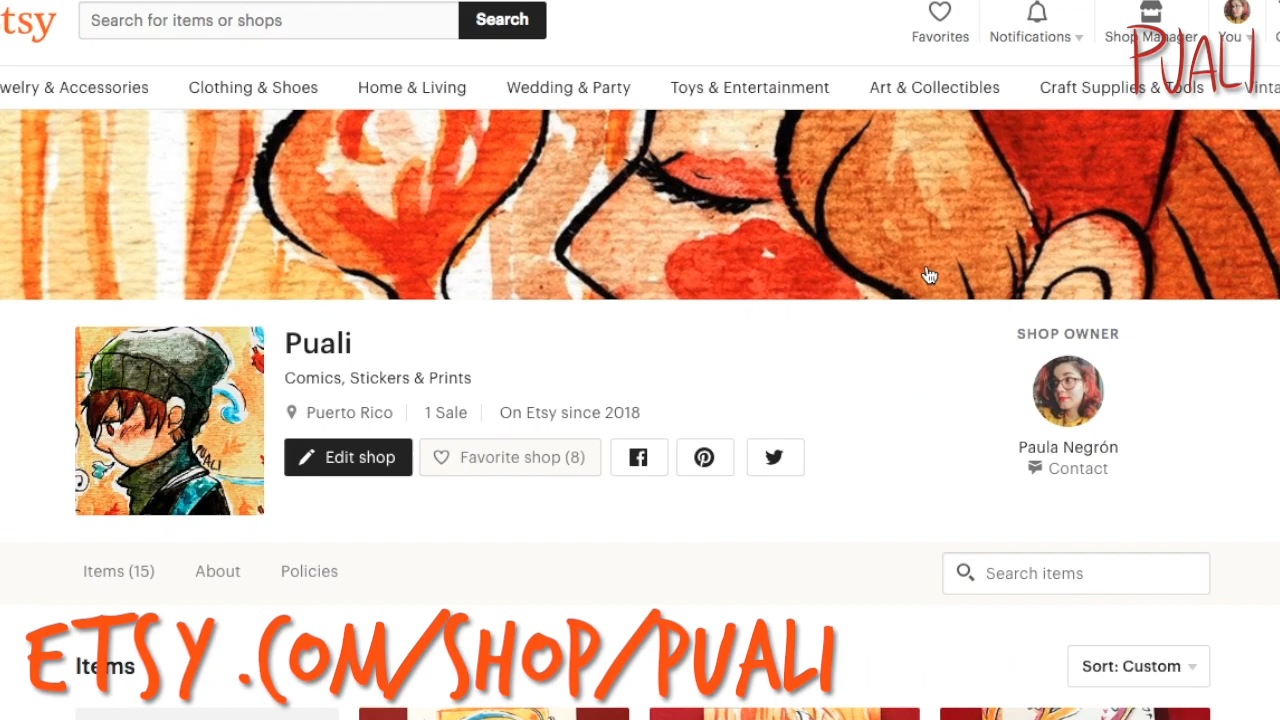 tsy Search for items or shops Search Favorites Notifications Shop Manager You
PUALI
welry & Accessories Clothing & Shoes Home & Living Wedding & Party Toys & Entertainment Art & Collectibles Craft Supplies & Tools Vinta
Puali
Comics, Stickers & Prints
Puerto Rico 1 Sale On Etsy since 2018
Edit shop Favorite shop (8)
SHOP OWNER
Paula Negrón
Contact
PUALI
Items (15) About Policies Search items
ETSY.COM/SHOP/PUALI
Items Sort: Custom